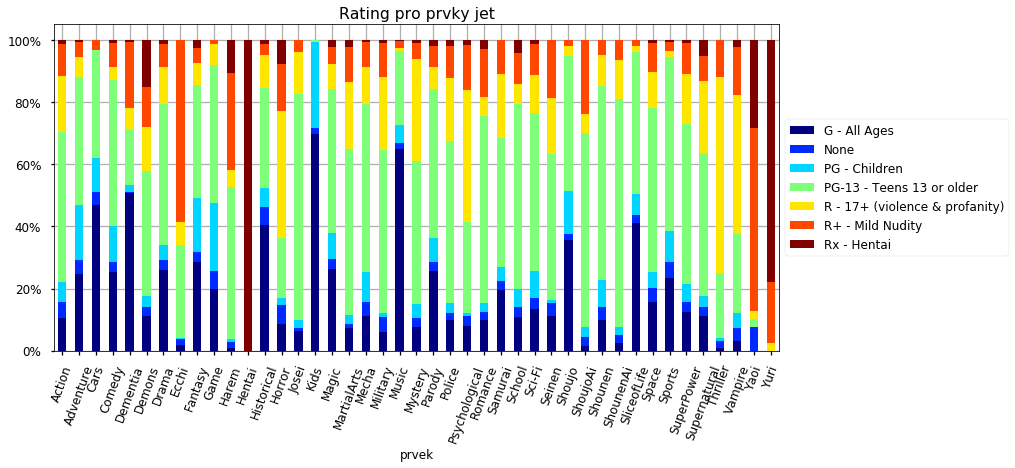 Rating pro prvky jet
100%
80%
60%
40%
20%
0%
G - All Ages
None
PG - Children
PG-13 - Teens 13 or older
R - 17+ (violence & profanity)
R+ - Mild Nudity
Rx - Hentai
Action
Adventure
Cars
Comedy
Dementia
Demons
Drama
Ecchi
Fantasy
Game
Harem
Hentai
Historical
Horror
Josei
Kids
Magic
MartialArts
Mecha
Military
Music
Mystery
Parody
Police
Psychological
Romance
Samurai
School
Sci-Fi
Seinen
Shoujo
ShoujoAi
Shounen
ShounenAi
SliceofLife
Space
Sports
SuperPower
Supernatural
Thriller
Vampire
Yaoi
Yuri
prvek